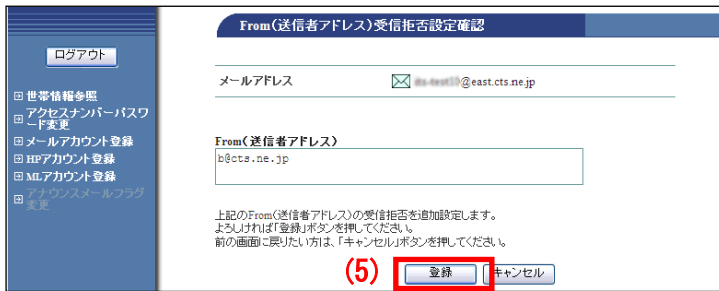 From(送信者アドレス)受信拒否設定確認
ログアウト
世帯情報参照
アクセスナンバーパスワ
ード変更
メールアカウント登録
HPアカウント登録
MLアカウント登録
アナウンスメールフラグ
変更
メールアドレス
@east.cts.ne.jp
From(送信者アドレス)
b@cts.ne.jp
上記のFrom(送信者アドレス)の受信拒否を追加設定します。
よろしければ「登録」ボタンを押してください。
前の画面に戻りたい方は、「キャンセル」ボタンを押してください。
(5)
登録
キャンセル